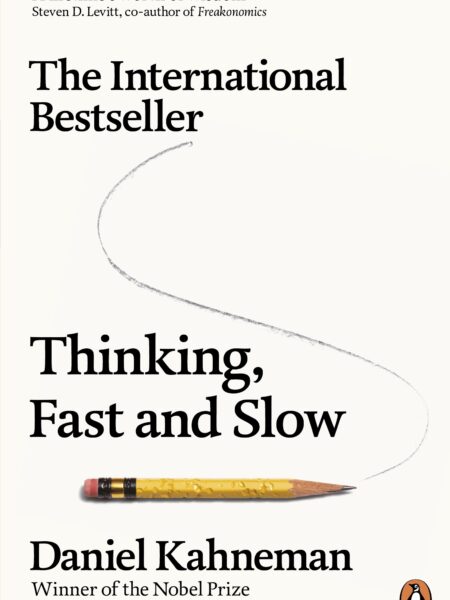 Steven D. Levitt, co-author of Freakonomics
The International
Bestseller
Thinking,
Fast and Slow
Daniel Kahneman
Winner of the Nobel Prize